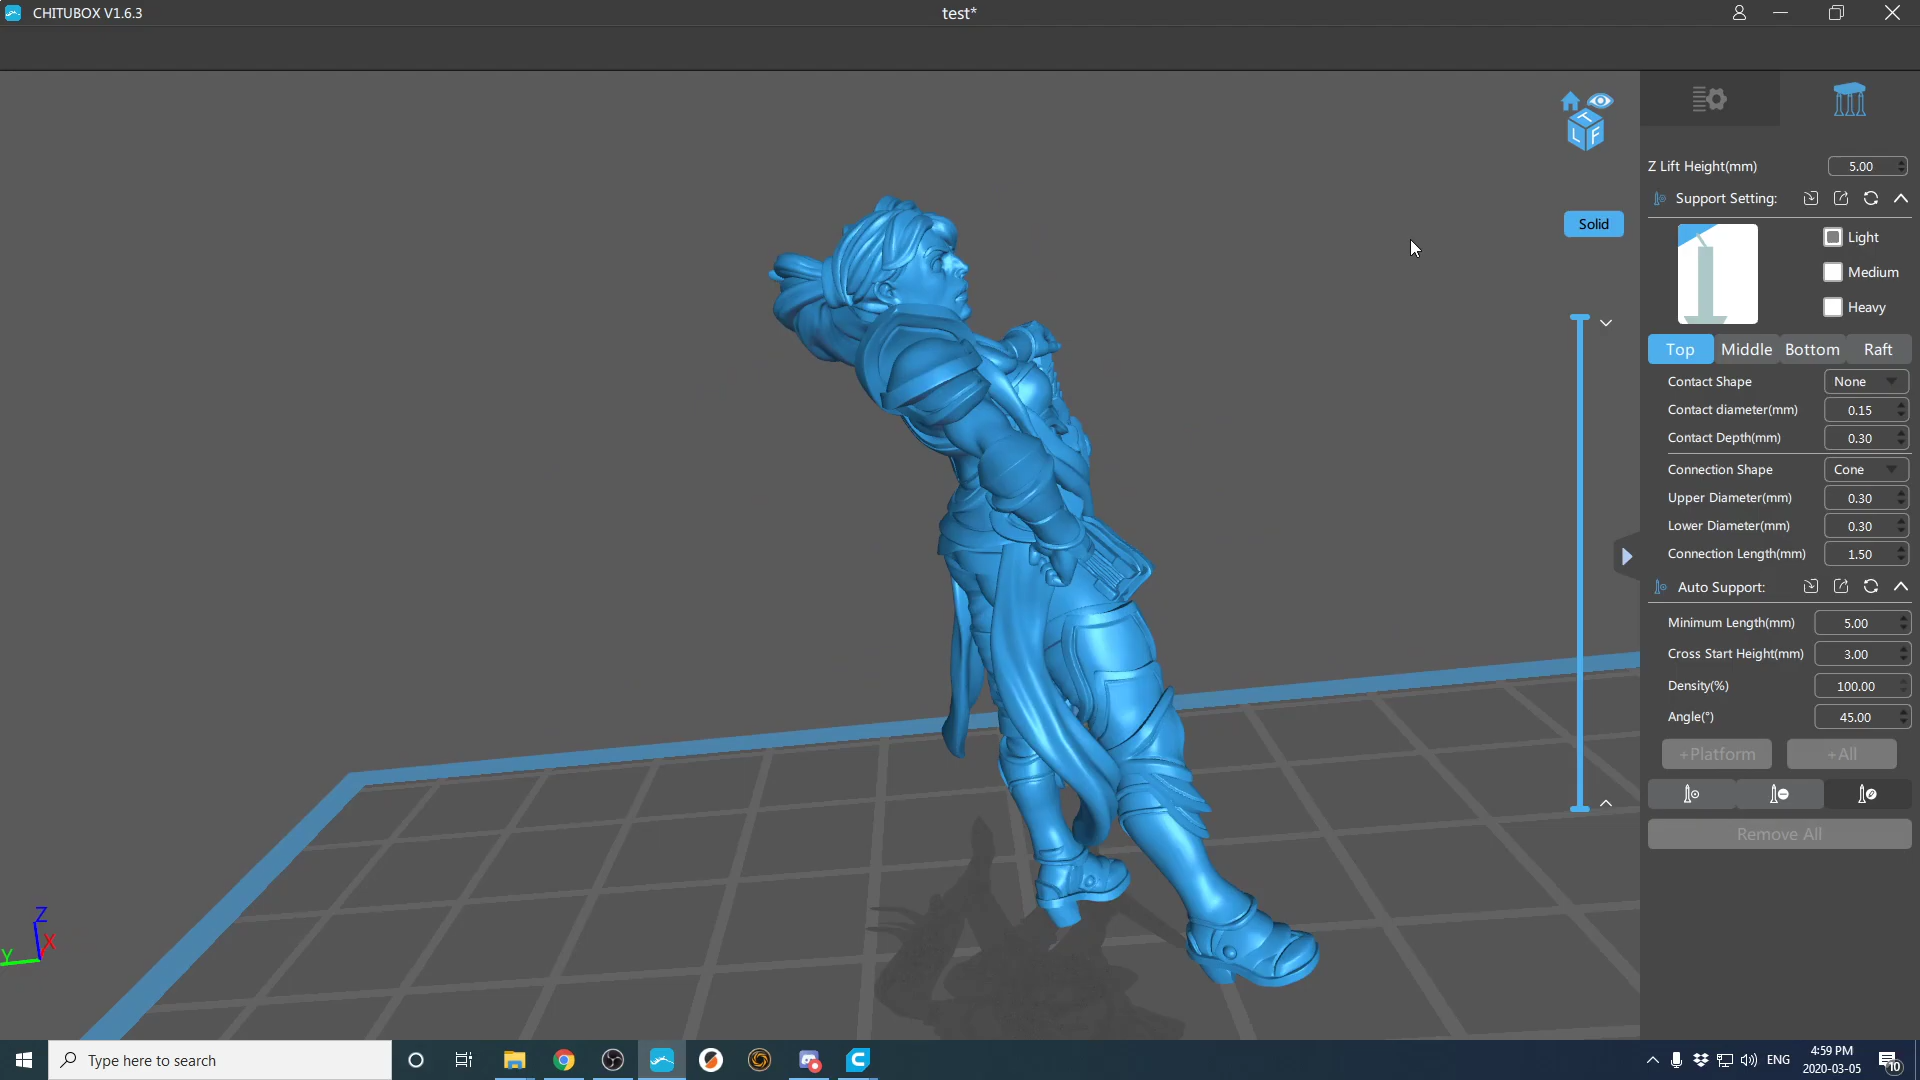 CHITUBOX V1.6.3
test*
T
L F
Z Lift Height(mm) 5.00
Support Setting:
Solid
Light
Medium
Heavy
Top Middle Bottom Raft
Contact Shape None
Contact diameter(mm) 0.15
Contact Depth(mm) 0.30
Connection Shape Cone
Upper Diameter(mm) 0.30
Lower Diameter(mm) 0.30
Connection Length(mm) 1.50
Auto Support:
Minimum Length(mm) 5.00
Cross Start Height(mm) 3.00
Density(%) 100.00
Angle(°) 45.00
+Platform +All
Remove All
Z
X
Y
Type here to search
ENG
4:59 PM
2020-03-05
10